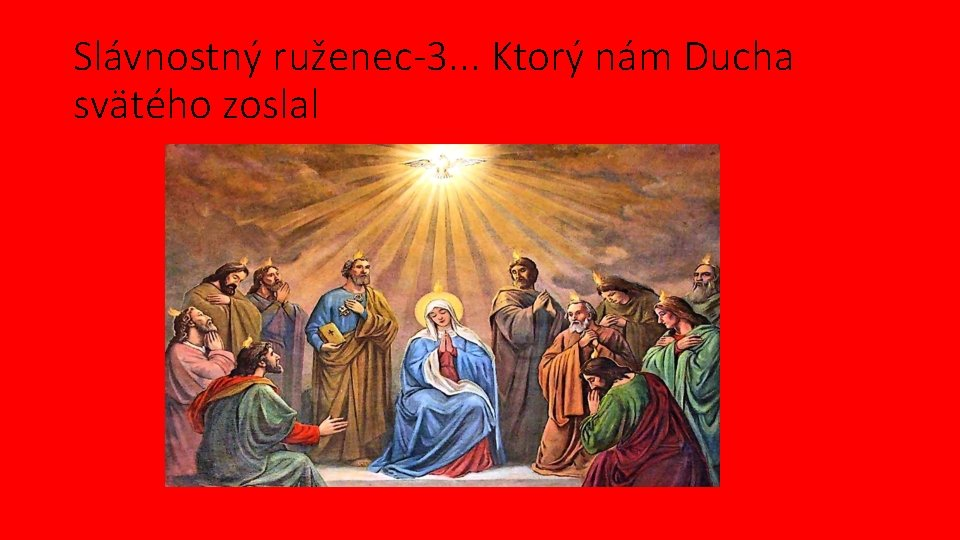 Slávnostný ruženec-3... Ktorý nám Ducha
svätého zoslal